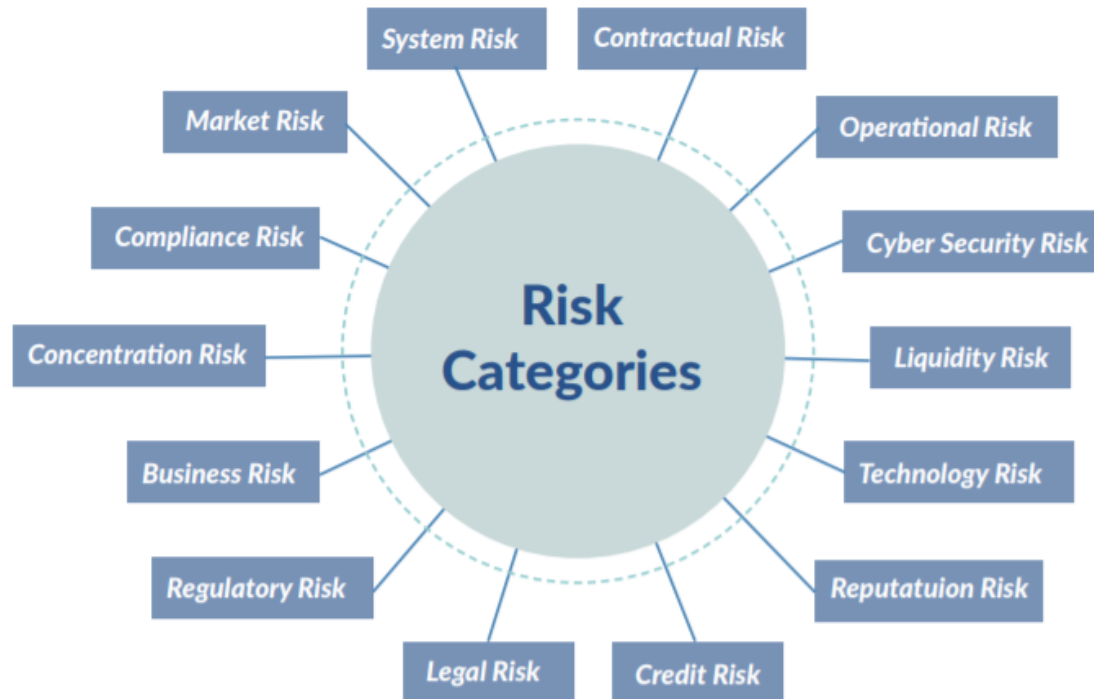 System Risk
Contractual Risk
Market Risk
Operational Risk
Compliance Risk
Cyber Security Risk
Risk
Categories
Concentration Risk
Liquidity Risk
Business Risk
Technology Risk
Regulatory Risk
Reputatuion Risk
Legal Risk
Credit Risk